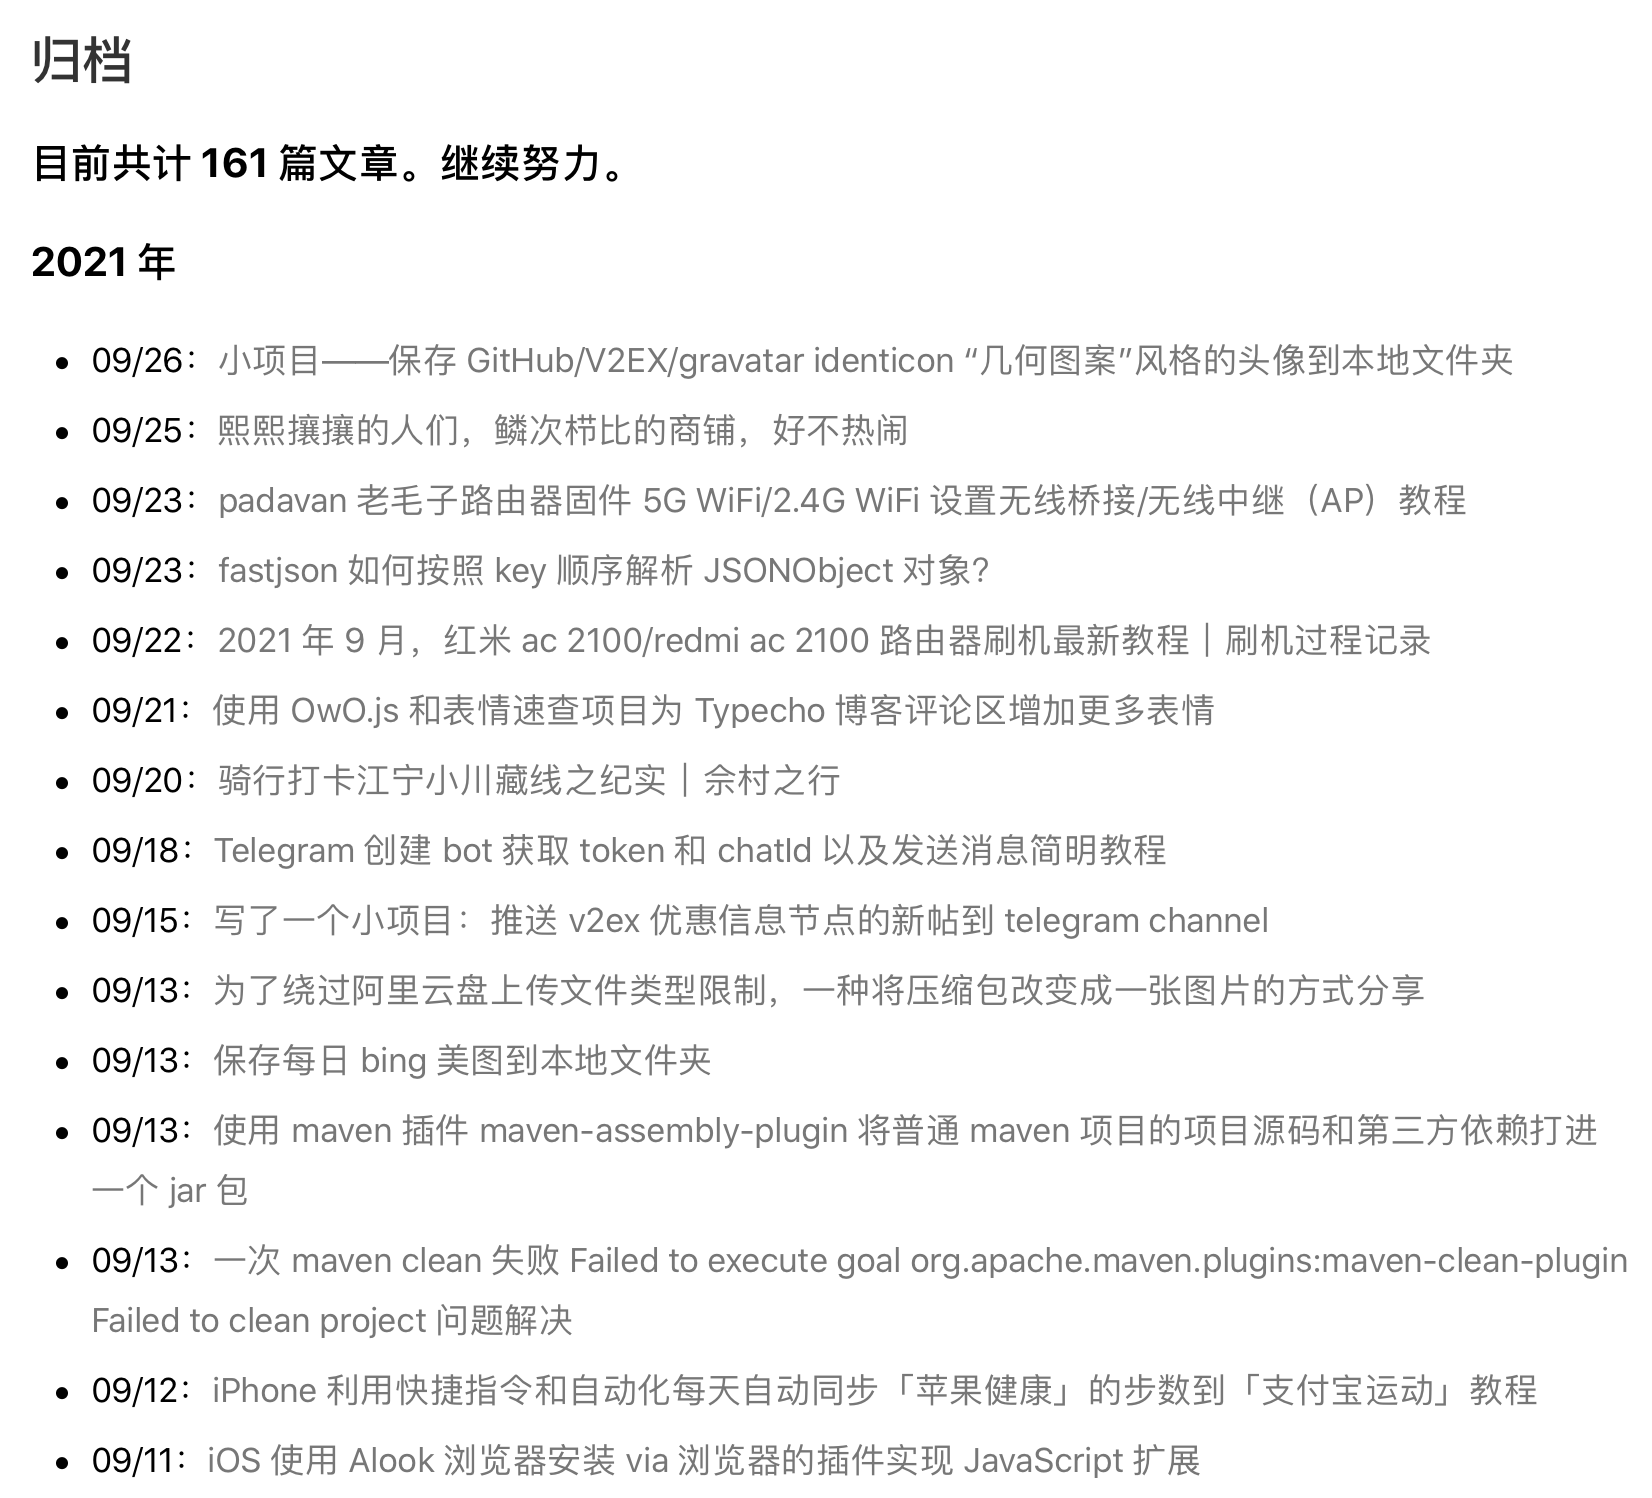 归档
目前共计 161 篇文章。继续努力。
2021 年
09/26：小项目——保存 GitHub/V2EX/gravatar identicon “几何图案”风格的头像到本地文件夹
09/25：熙熙攘攘的人们，鳞次栉比的商铺，好不热闹
09/23：padavan 老毛子路由器固件 5G WiFi/2.4G WiFi 设置无线桥接/无线中继（AP）教程
09/23：fastjson 如何按照 key 顺序解析 JSONObject 对象？
09/22：2021 年 9 月，红米 ac 2100/redmi ac 2100 路由器刷机最新教程｜刷机过程记录
09/21：使用 OwO.js 和表情速查项目为 Typecho 博客评论区增加更多表情
09/20：骑行打卡江宁小川藏线之纪实｜佘村之行
09/18：Telegram 创建 bot 获取 token 和 chatId 以及发送消息简明教程
09/15：写了一个小项目：推送 v2ex 优惠信息节点的新帖到 telegram channel
09/13：为了绕过阿里云盘上传文件类型限制，一种将压缩包改变成一张图片的方式分享
09/13：保存每日 bing 美图到本地文件夹
09/13：使用 maven 插件 maven-assembly-plugin 将普通 maven 项目的项目源码和第三方依赖打进
一个 jar 包
09/13：一次 maven clean 失败 Failed to execute goal org.apache.maven.plugins:maven-clean-plugin
Failed to clean project 问题解决
09/12：iPhone 利用快捷指令和自动化每天自动同步「苹果健康」的步数到「支付宝运动」教程
09/11：iOS 使用 Alook 浏览器安装 via 浏览器的插件实现 JavaScript 扩展